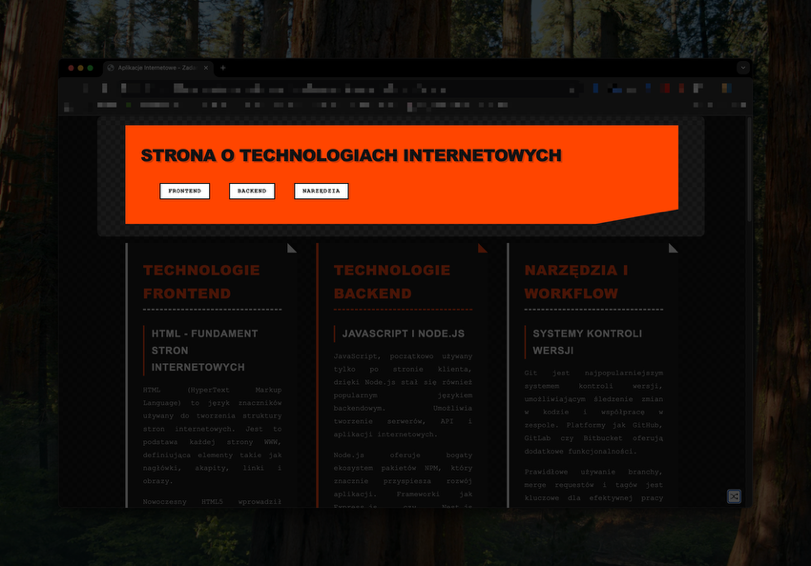 Aplikacje Internetowe - Zada
STRONA O TECHNOLOGIACH INTERNETOWYCH
FRONTEND
BACKEND
NARZĘDZIA
TECHNOLOGIE
FRONTEND
HTML - FUNDAMENT
STRON
INTERNETOWYCH
HTML (HyperText Markup
Language) to język znaczników
używany do tworzenia struktury
stron internetowych. Jest to
podstawa każdej strony WWW,
definiująca elementy takie jak
nagłówki, akapity, linki i
obrazy.
Nowoczesny HTML5 wprowadził
TECHNOLOGIE
BACKEND
JAVASCRIPT I NODE.JS
JavaScript, początkowo używany
tylko po stronie klienta,
dzięki Node.js stał się również
popularnym językiem
backendowym. Umożliwia
tworzenie serwerów, API i
aplikacji internetowych.
Node.js oferuje bogaty
ekosystem pakietów NPM, który
znacznie przyspiesza rozwój
aplikacji. Frameworki jak
Express.js czy Nest.js
NARZĘDZIA I
WORKFLOW
SYSTEMY KONTROLI
WERSJI
Git jest najpopularniejszym
systemem kontroli wersji,
umożliwiającym śledzenie zmian
w kodzie i współpracę w
zespole. Platformy jak GitHub,
GitLab czy Bitbucket oferują
dodatkowe funkcjonalności.
Prawidłowe używanie branchy,
merge requestów i tagów jest
kluczowe dla efektywnej pracy